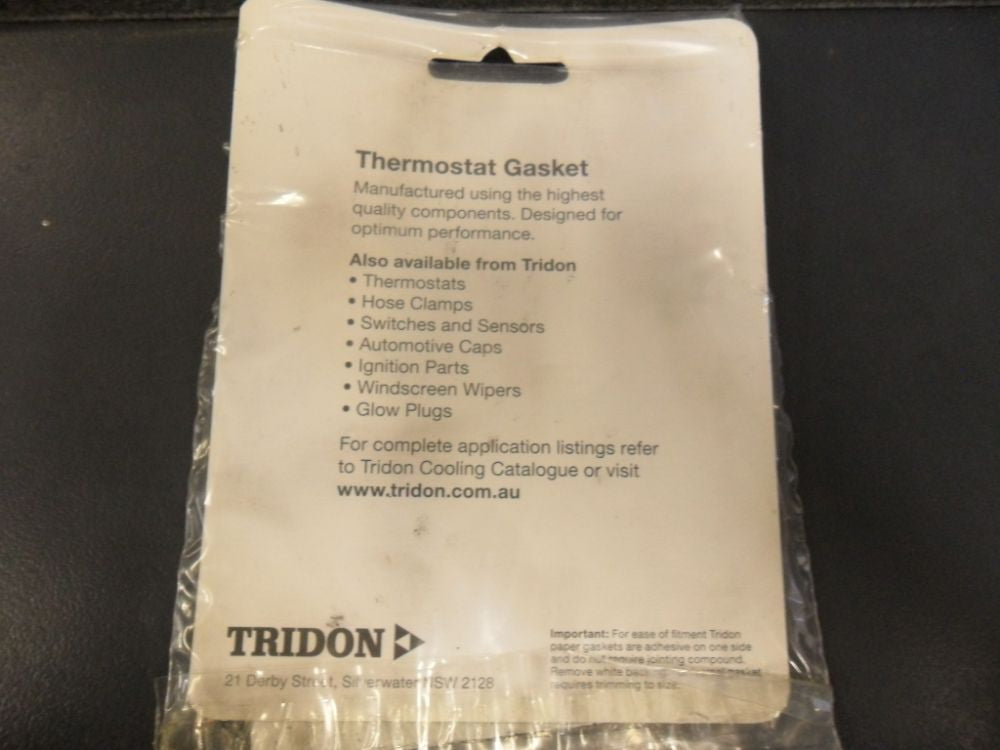 Thermostat Gasket
Manufactured using the highest
quality components. Designed for
optimum performance.
Also available from Tridon
• Thermostats
• Hose Clamps
• Switches and Sensors
• Automotive Caps
• Ignition Parts
• Windscreen Wipers
• Glow Plugs
For complete application listings refer
to Tridon Cooling Catalogue or visit
www.tridon.com.au
TRIDON
21 Derby Street, Silverwater NSW 2128
Important: For ease of fitment Tridon
paper gaskets are adhesive on one side
and do not require jointing compound.
Remove white gasket
requires trimming to size.